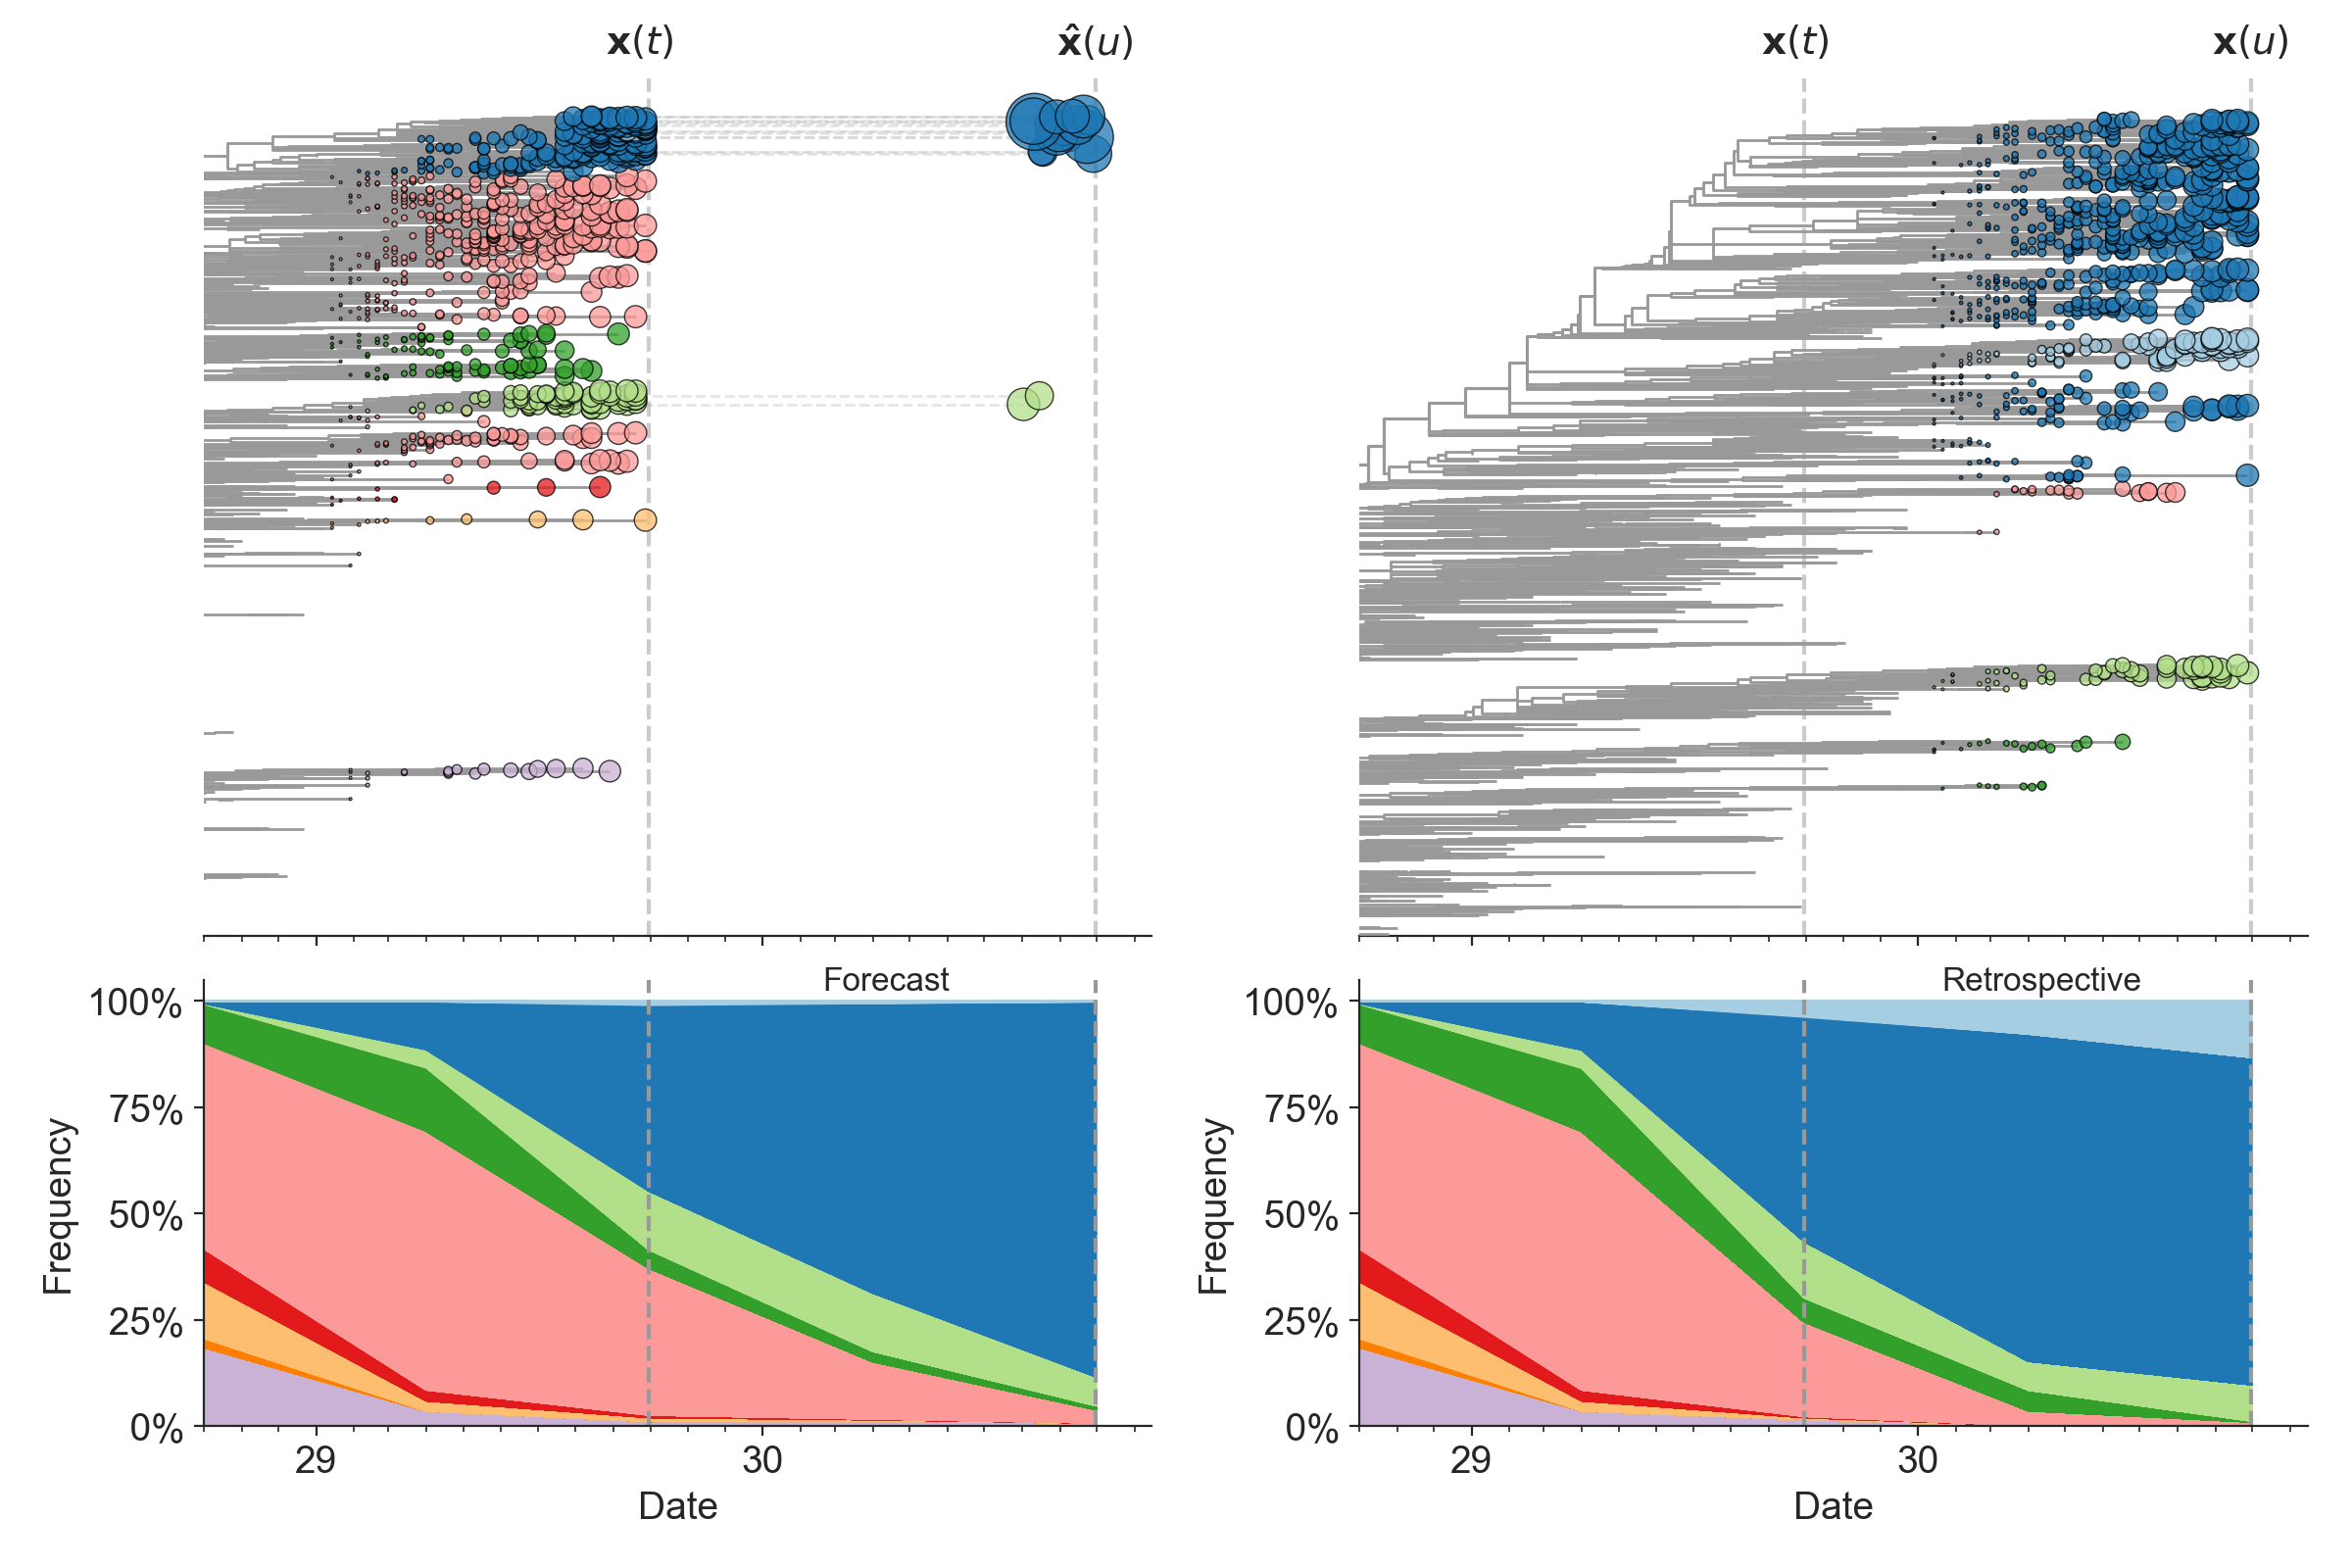 x(t)
x̂(u)
x(t)
x(u)
Forecast
100%
75%
50%
25%
0%
Frequency
29
30
Date
Retrospective
100%
75%
50%
25%
0%
Frequency
29
30
Date